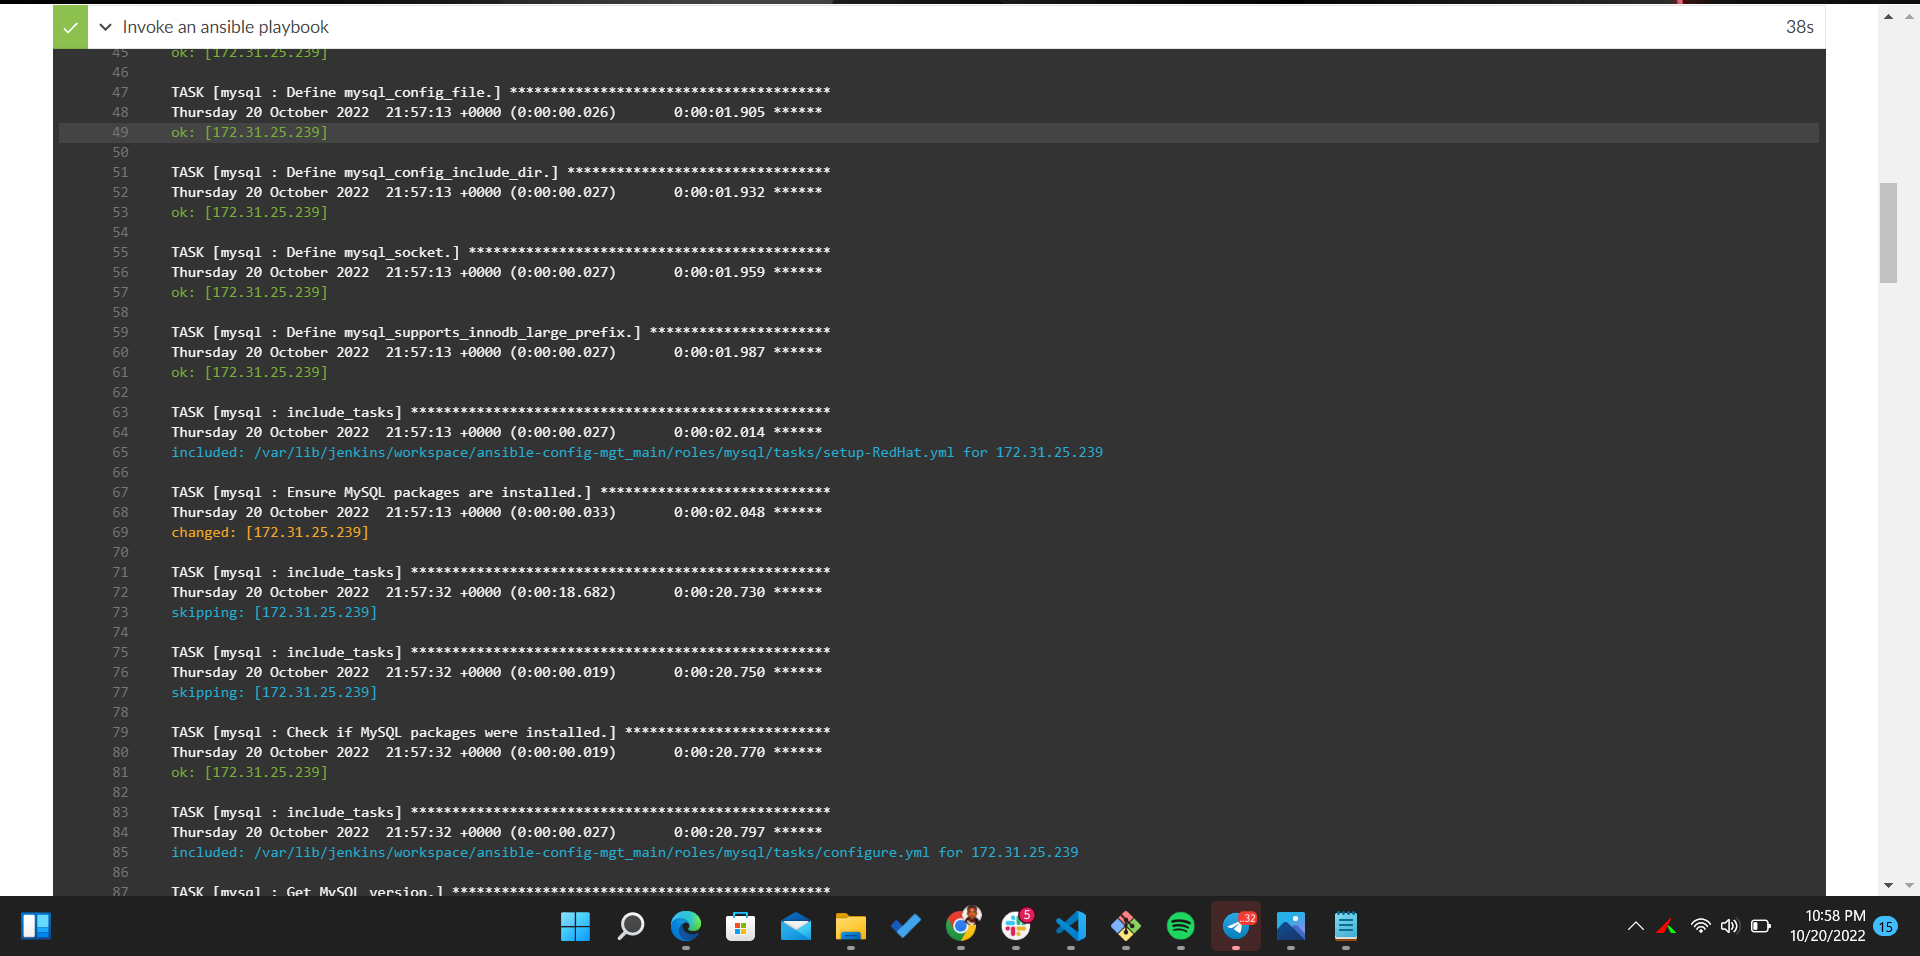 Invoke an ansible playbook 38s
45 ok: [172.31.25.239]
46
47 TASK [mysql : Define mysql_config_file.] ***************************************
48 Thursday 20 October 2022  21:57:13 +0000 (0:00:00.026)       0:00:01.905 ******
49 ok: [172.31.25.239]
50
51 TASK [mysql : Define mysql_config_include_dir.] ********************************
52 Thursday 20 October 2022  21:57:13 +0000 (0:00:00.027)       0:00:01.932 ******
53 ok: [172.31.25.239]
54
55 TASK [mysql : Define mysql_socket.] ********************************************
56 Thursday 20 October 2022  21:57:13 +0000 (0:00:00.027)       0:00:01.959 ******
57 ok: [172.31.25.239]
58
59 TASK [mysql : Define mysql_supports_innodb_large_prefix.] **********************
60 Thursday 20 October 2022  21:57:13 +0000 (0:00:00.027)       0:00:01.987 ******
61 ok: [172.31.25.239]
62
63 TASK [mysql : include_tasks] ***************************************************
64 Thursday 20 October 2022  21:57:13 +0000 (0:00:00.027)       0:00:02.014 ******
65 included: /var/lib/jenkins/workspace/ansible-config-mgt_main/roles/mysql/tasks/setup-RedHat.yml for 172.31.25.239
66
67 TASK [mysql : Ensure MySQL packages are installed.] ****************************
68 Thursday 20 October 2022  21:57:13 +0000 (0:00:00.033)       0:00:02.048 ******
69 changed: [172.31.25.239]
70
71 TASK [mysql : include_tasks] ***************************************************
72 Thursday 20 October 2022  21:57:32 +0000 (0:00:18.682)       0:00:20.730 ******
73 skipping: [172.31.25.239]
74
75 TASK [mysql : include_tasks] ***************************************************
76 Thursday 20 October 2022  21:57:32 +0000 (0:00:00.019)       0:00:20.750 ******
77 skipping: [172.31.25.239]
78
79 TASK [mysql : Check if MySQL packages were installed.] *************************
80 Thursday 20 October 2022  21:57:32 +0000 (0:00:00.019)       0:00:20.770 ******
81 ok: [172.31.25.239]
82
83 TASK [mysql : include_tasks] ***************************************************
84 Thursday 20 October 2022  21:57:32 +0000 (0:00:00.027)       0:00:20.797 ******
85 included: /var/lib/jenkins/workspace/ansible-config-mgt_main/roles/mysql/tasks/configure.yml for 172.31.25.239
86
87 TASK [mysql : Get MySQL version.] **********************************************
5
..32
10:58 PM
10/20/2022
15